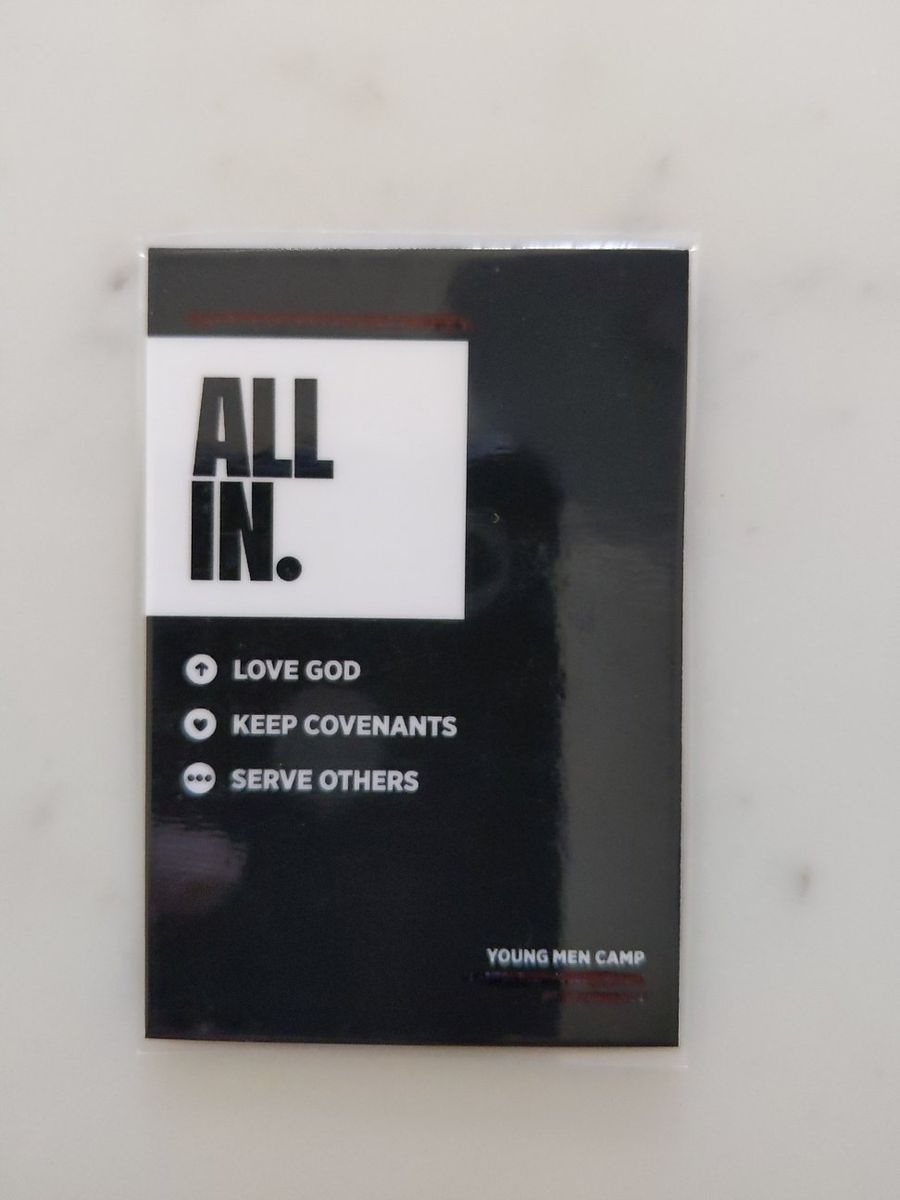 ALL
IN.
LOVE GOD
KEEP COVENANTS
SERVE OTHERS
YOUNG MEN CAMP